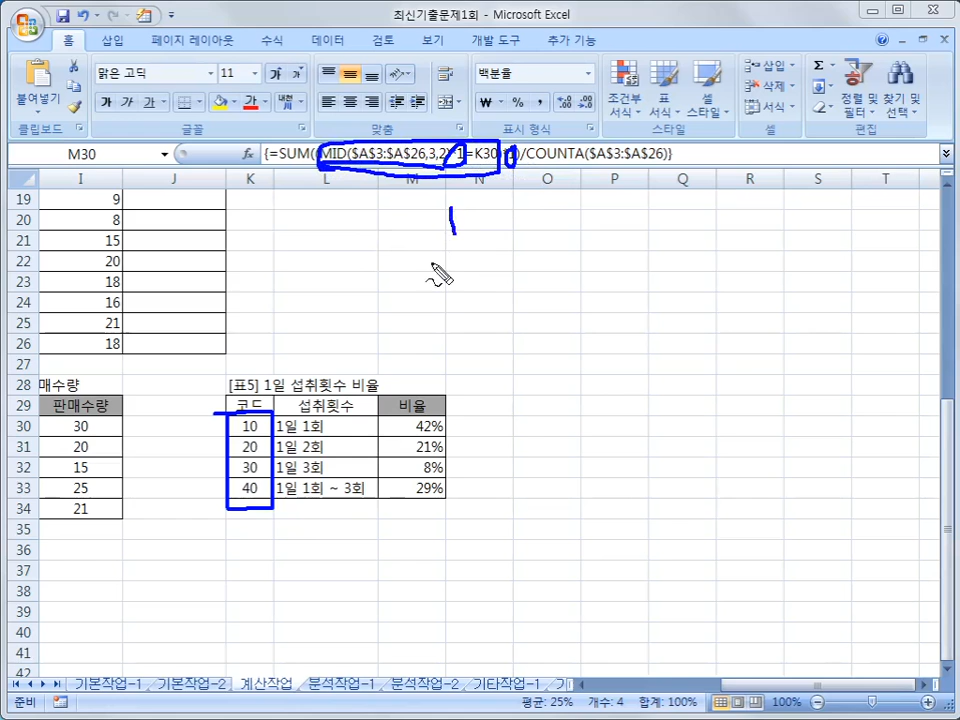 최신기출문제1회 - Microsoft Excel
홈 삽입 페이지 레이아웃 수식 데이터 검토 보기 개발 도구 추가 기능
붙여넣기 맑은 고딕 11 가 가 백분율 조건부 서식 표 서식 셀 스타일 삽입 Σ 정렬 및 필터 찾기 및 선택
가 가 가 가 내천 ₩ % , .00 삭제
서식
클립보드 글꼴 맞춤 표시 형식 스타일 셀 편집
M30 fx {=SUM((MID($A$3:$A$26,3,2)*1=K30)*1)/COUNTA($A$3:$A$26)}
I J K L M N O P Q R S T
19 9
20 8
21 15
22 20
23 18
24 16
25 21
26 18
27
28 매수량 [표5] 1일 섭취횟수 비율
29 판매수량 코드 섭취횟수 비율
30 30 10 1일 1회 42%
31 20 20 1일 2회 21%
32 15 30 1일 3회 8%
33 25 40 1일 1회 ~ 3회 29%
34 21
35
36
37
38
39
40
41
42
기본작업-1 기본작업-2 계산작업 분석작업-1 분석작업-2 기타작업-1
준비 평균: 25% 개수: 4 합계: 100% 100%